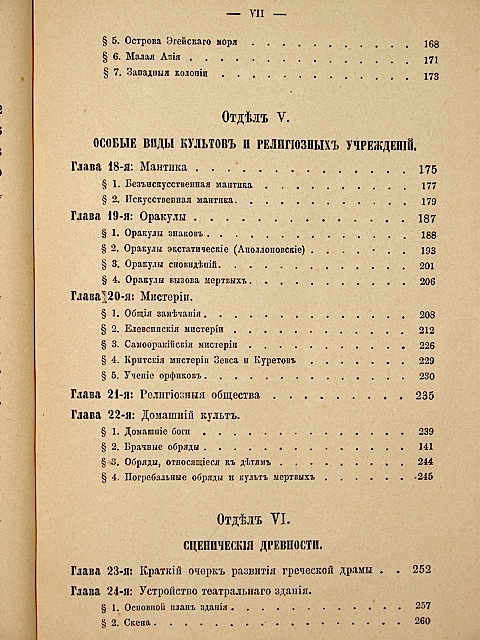 — VII —
§ 5. Острова Эгейскаго моря . . . . . . . . . . 168
§ 6. Малая Азія . . . . . . . . . . . . . 171
§ 7. Западныя колоніи . . . . . . . . . . . 173
Отдѣлъ V.
ОСОБЫЕ ВИДЫ КУЛЬТОВЪ И РЕЛИГІОЗНЫХЪ УЧРЕЖДЕНІЙ.
Глава 18-я: Мантика . . . . . . . . . . . . 175
§ 1. Безъискусственная мантика . . . . . . . . . 177
§ 2. Искусственная мантика. . . . . . . . . . 179
Глава 19-я: Оракулы . . . . . . . . . . . . 187
§ 1. Оракулы знаковъ . . . . . . . . . . . 188
§ 2. Оракулы экстатическіе (Аполлоновскіе) . . . . . . 193
§ 3. Оракулы сновидѣній. . . . . . . . . . . 201
§ 4. Оракулы вызова мертвыхъ . . . . . . . . . 206
Глава 20-я: Мистеріи.
§ 1. Общія замѣчанія . . . . . . . . . . . 208
§ 2. Елевсинскія мистеріи . . . . . . . . . . 212
§ 3. Самоѳракійскія мистеріи . . . . . . . . . 226
§ 4. Критскія мистеріи Зевса и Куретовъ . . . . . . 229
§ 5. Ученіе орфиковъ . . . . . . . . . . . 230
Глава 21-я: Религіозныя общества . . . . . . . . 235
Глава 22-я: Домашній культъ.
§ 1. Домашніе боги . . . . . . . . . . . 239
§ 2. Брачные обряды . . . . . . . . . . . 141
§ 3. Обряды, относящіеся къ дѣтямъ . . . . . . . . 244
§ 4. Погребальные обряды и культъ мертвыхъ . . . . . 245
Отдѣлъ VI.
СЦЕНИЧЕСКІЯ ДРЕВНОСТИ.
Глава 23-я: Краткій очеркъ развитія греческой драмы . . 252
Глава 24-я: Устройство театральнаго зданія.
§ 1. Основной планъ зданія . . . . . . . . . . 257
§ 2. Сцена . . . . . . . . . . . . . . 260